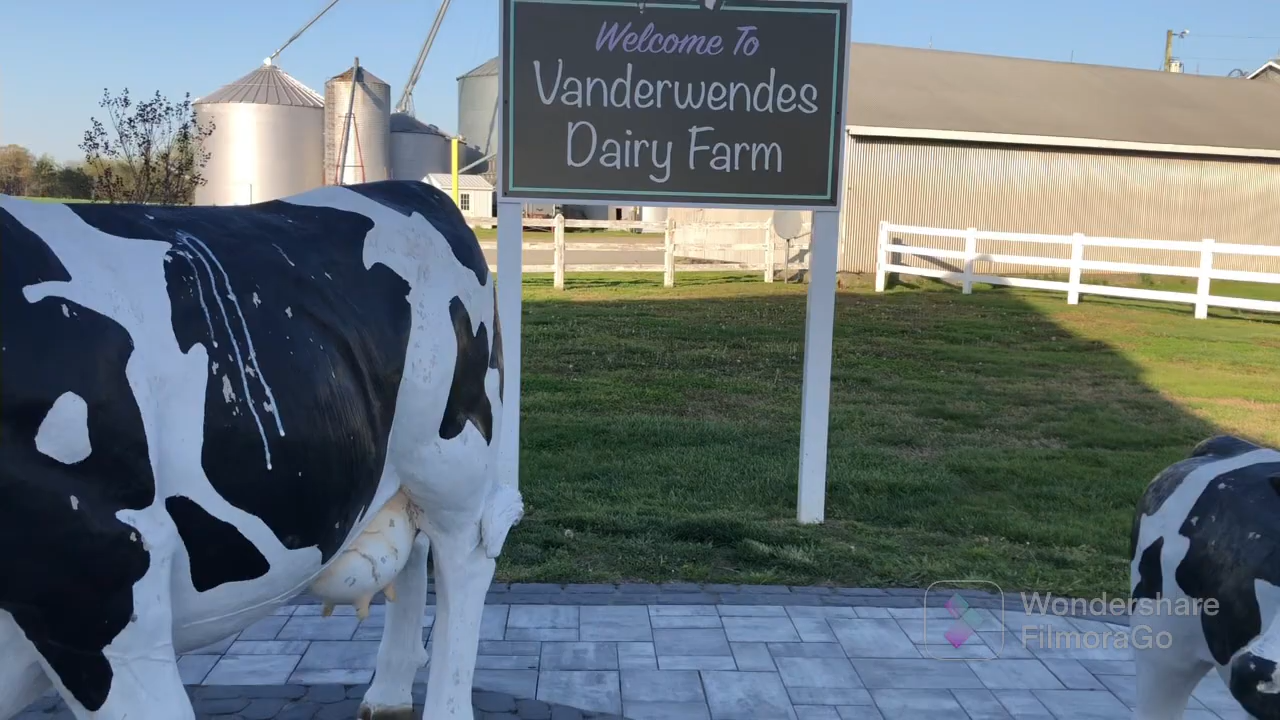 Welcome To
Vanderwendes
Dairy Farm
Wondershare
FilmoraGo